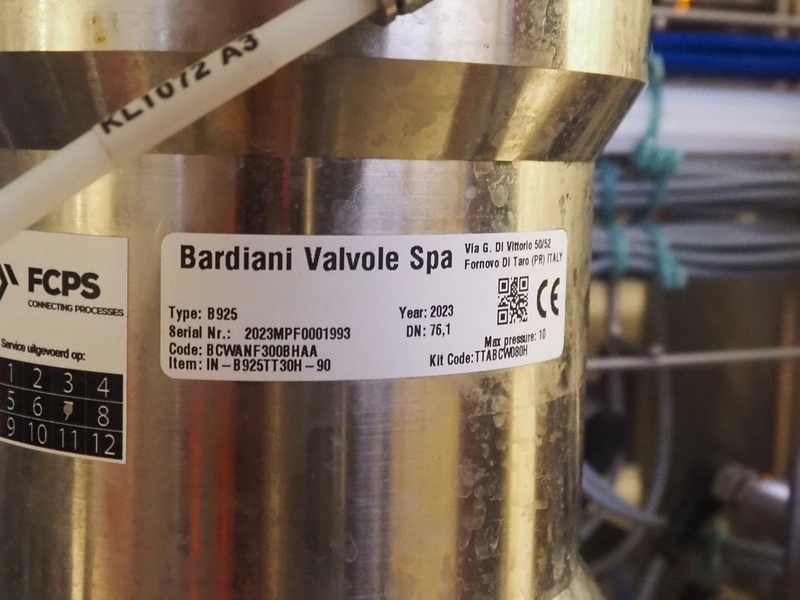 KL1072 A3
FCPS
CONNECTING PROCESSES
Service uitgevoerd op:
1 2 3 4
5 6 7 8
9 10 11 12
Bardiani Valvole Spa
Via G. Di Vittorio 50/52
Fornovo Di Taro (PR) ITALY
CE
Type: B925
Year: 2023
Serial Nr.: 2023MPF0001993
DN: 76,1
Code: BCWANF300BHAA
Max pressure: 10
Item: IN-B925TT30H-90
Kit Code:TTABCW080H